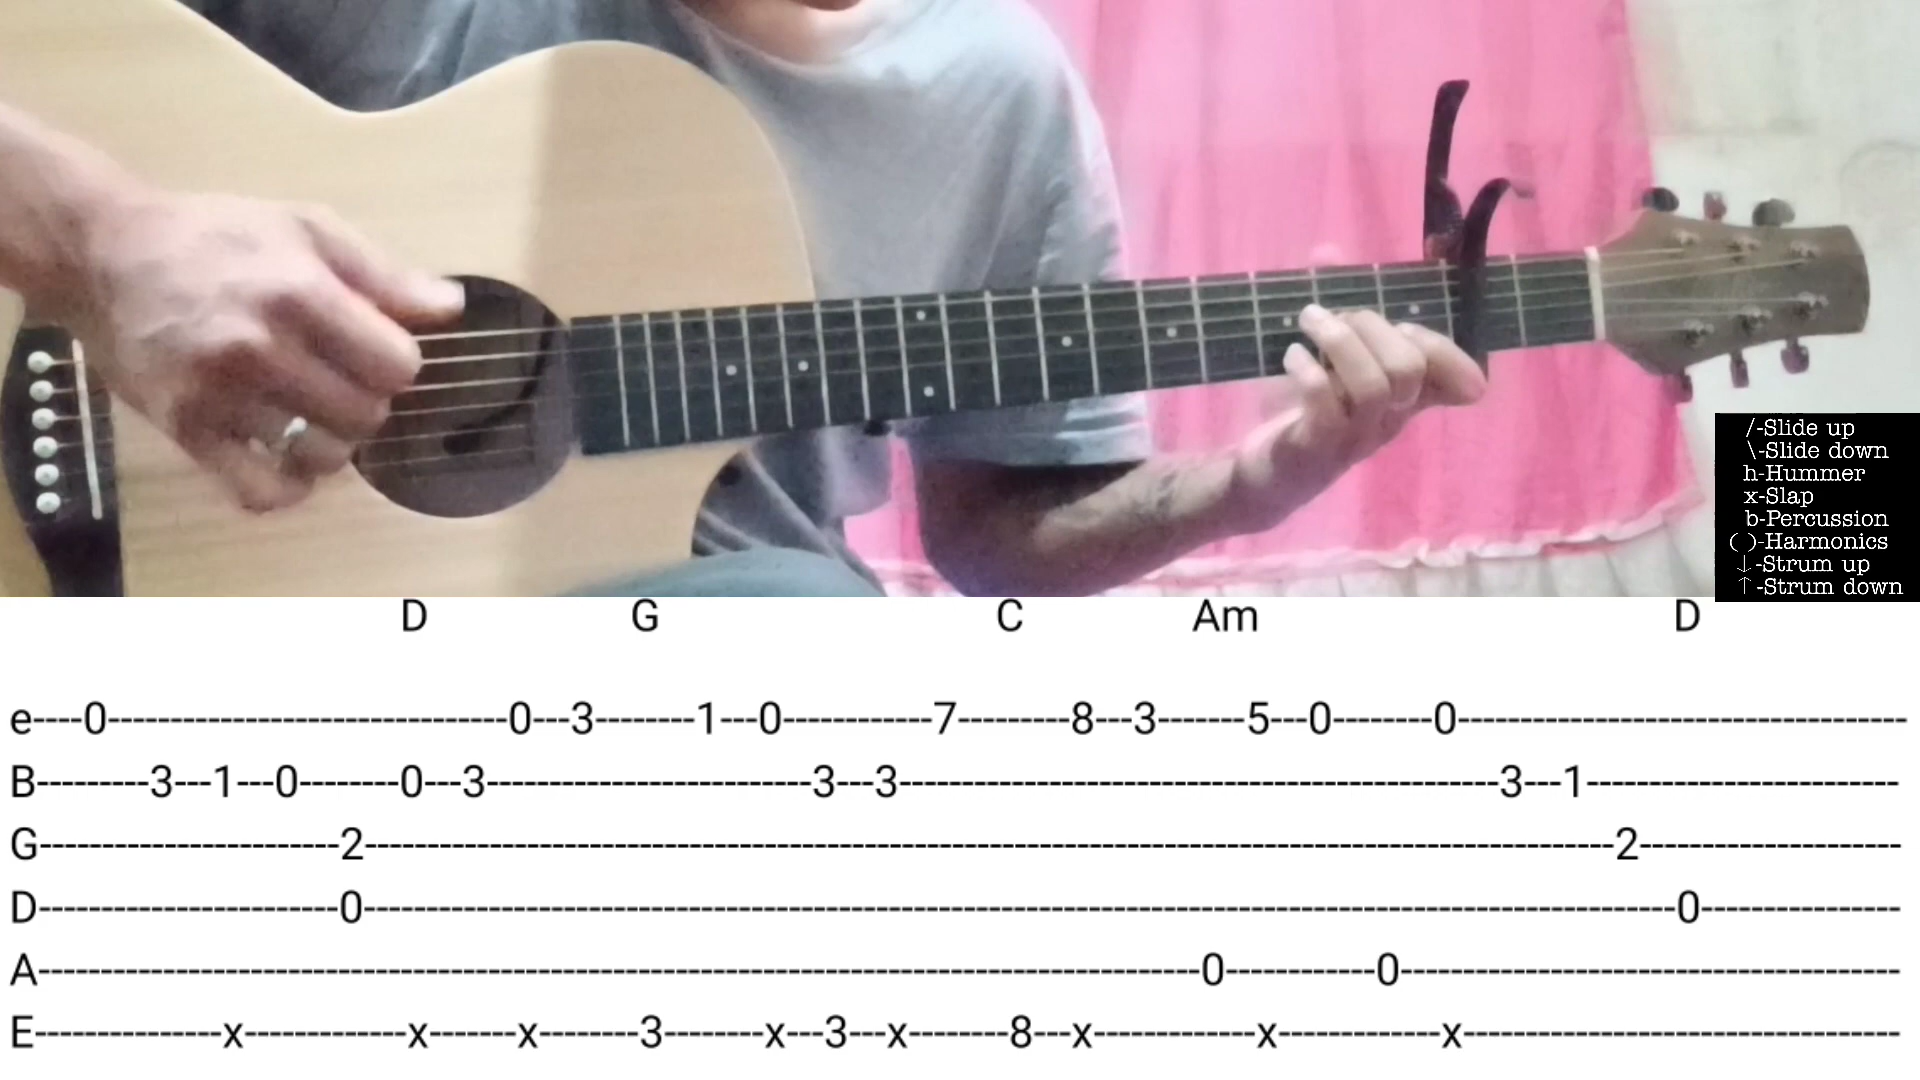 /-Slide up
\-Slide down
h-Hummer
x-Slap
b-Percussion
( )-Harmonics
↓-Strum up
↑-Strum down
D G C Am D
e----0--------------------------------0---3--------1---0------------7---------8---3-------5---0--------0------------------------------------
B---------3---1---0--------0---3--------------------------3---3------------------------------------------------3---1-------------------------
G------------------------2----------------------------------------------------------------------------------------------------2---------------------
D------------------------0---------------------------------------------------------------------------------------------------------0----------------
A---------------------------------------------------------------------------------------------0------------0-----------------------------------------
E---------------x-------------x-------x--------3-------x---3---x--------8---x-------------x-------------x-----------------------------------